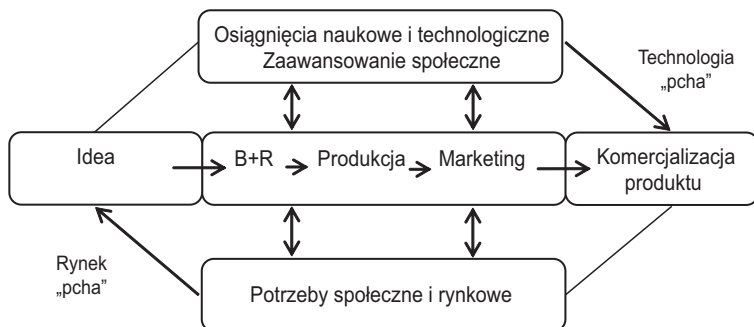 Osiągnięcia naukowe i technologiczne
Zaawansowanie społeczne
Technologia
„pcha”
Idea
B+R
Produkcja
Marketing
Komercjalizacja
produktu
Rynek
„pcha”
Potrzeby społeczne i rynkowe